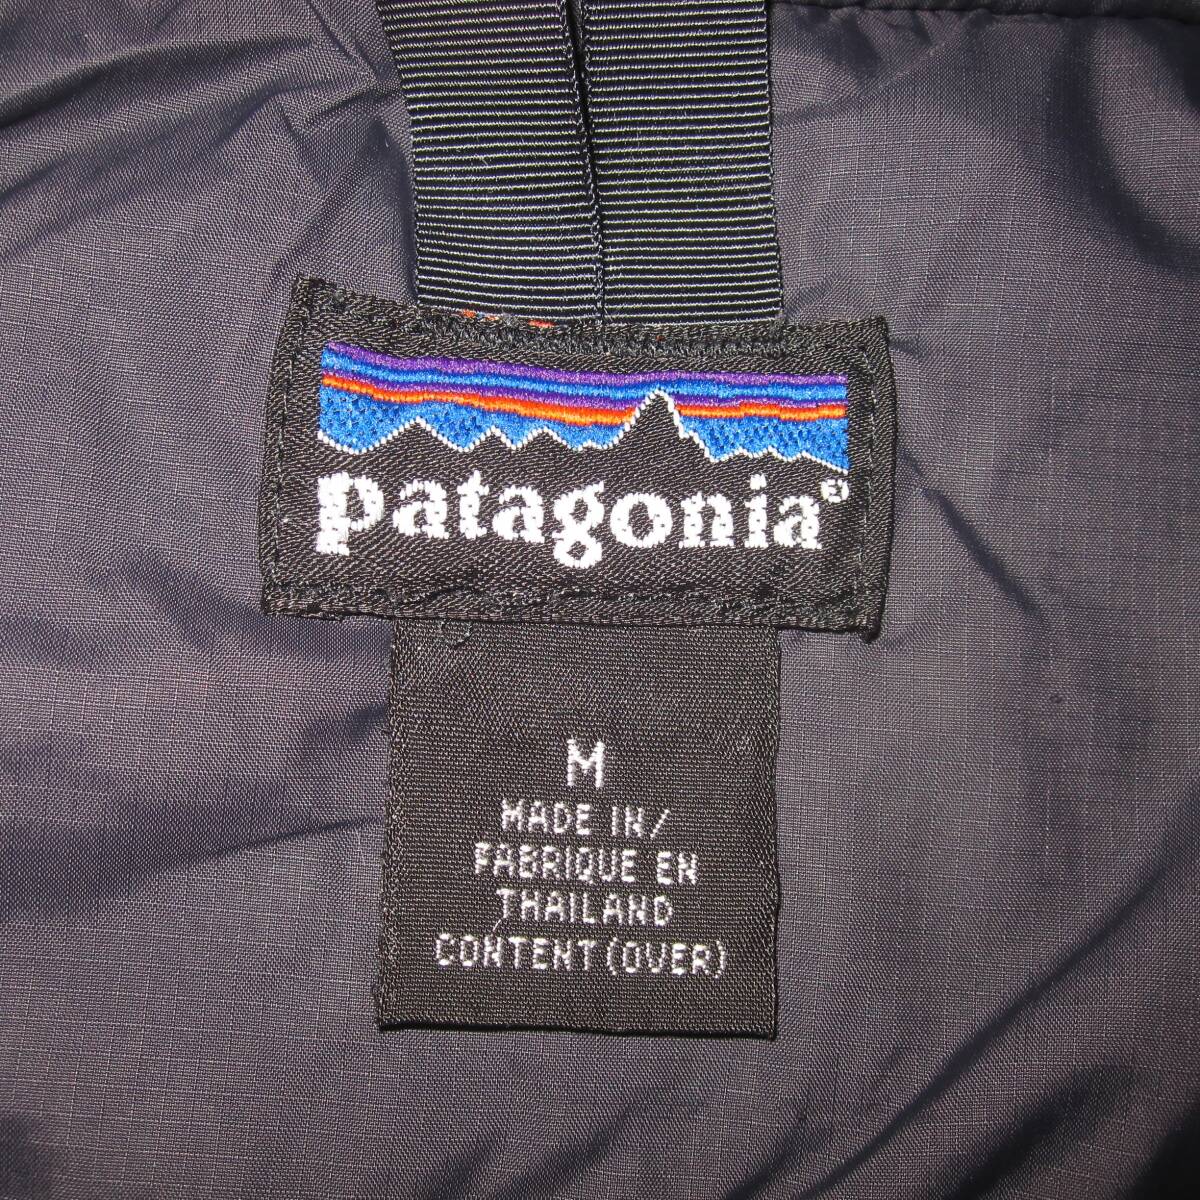 patagonia®
M
MADE IN/
FABRIQUE EN
THAILAND
CONTENT (OVER)